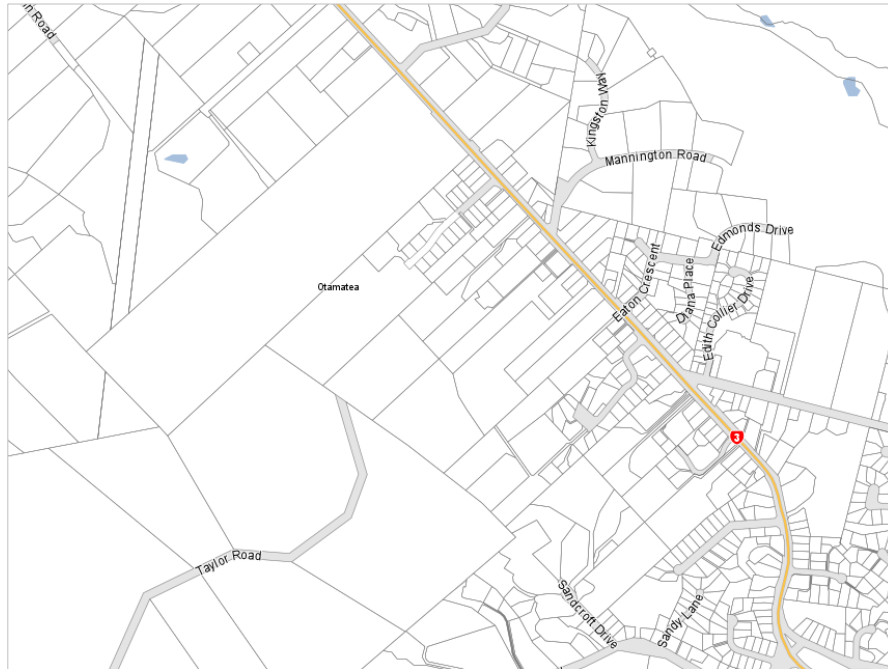 Kingston Way
Mannington Road
Edmonds Drive
Eaton Crescent
Diana Place
Otamatea
Edith Collier Drive
3
Taylor Road
Sandcroft Drive
Sandy Lane
Road